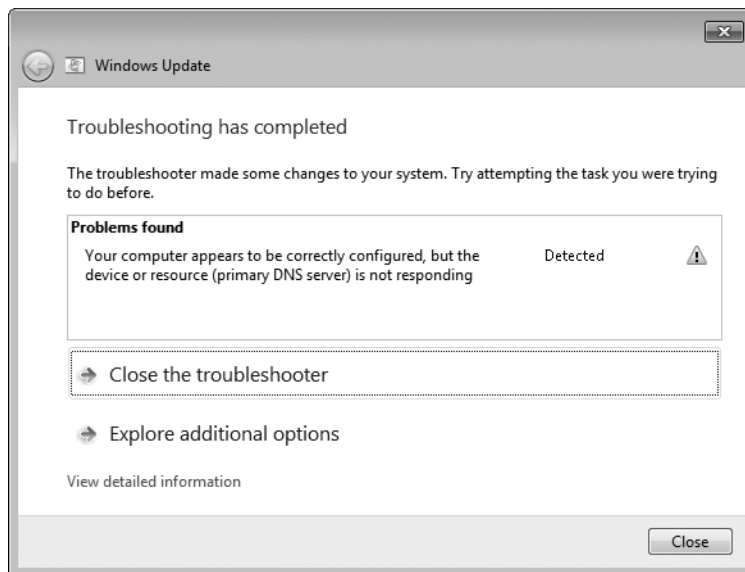 Windows Update
Troubleshooting has completed
The troubleshooter made some changes to your system. Try attempting the task you were trying
to do before.
Problems found
Your computer appears to be correctly configured, but the Detected
device or resource (primary DNS server) is not responding
Close the troubleshooter
Explore additional options
View detailed information
Close